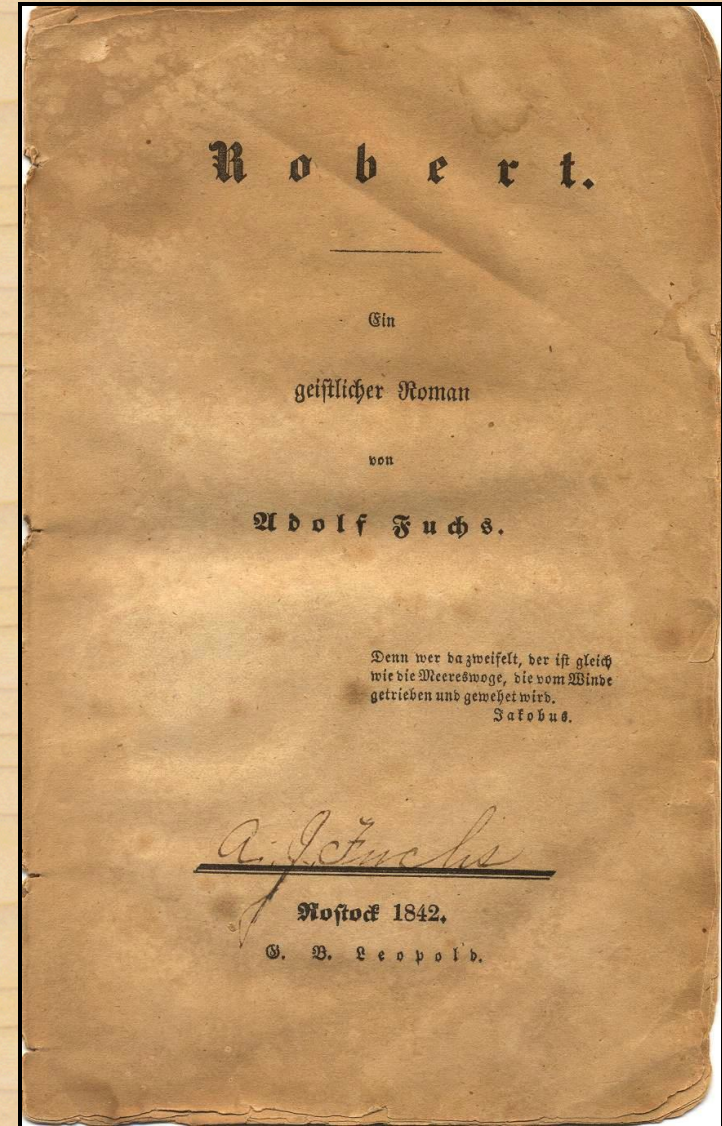 Robert.
Ein
geistlicher Roman
von
Adolf Fuchs.
Denn wer da zweifelt, der ist gleich
wie die Meereswoge, die vom Winde
getrieben und gewehet wird.
Jakobus.
A. J. Fuchs
Rostock 1842.
G. B. Leopold.